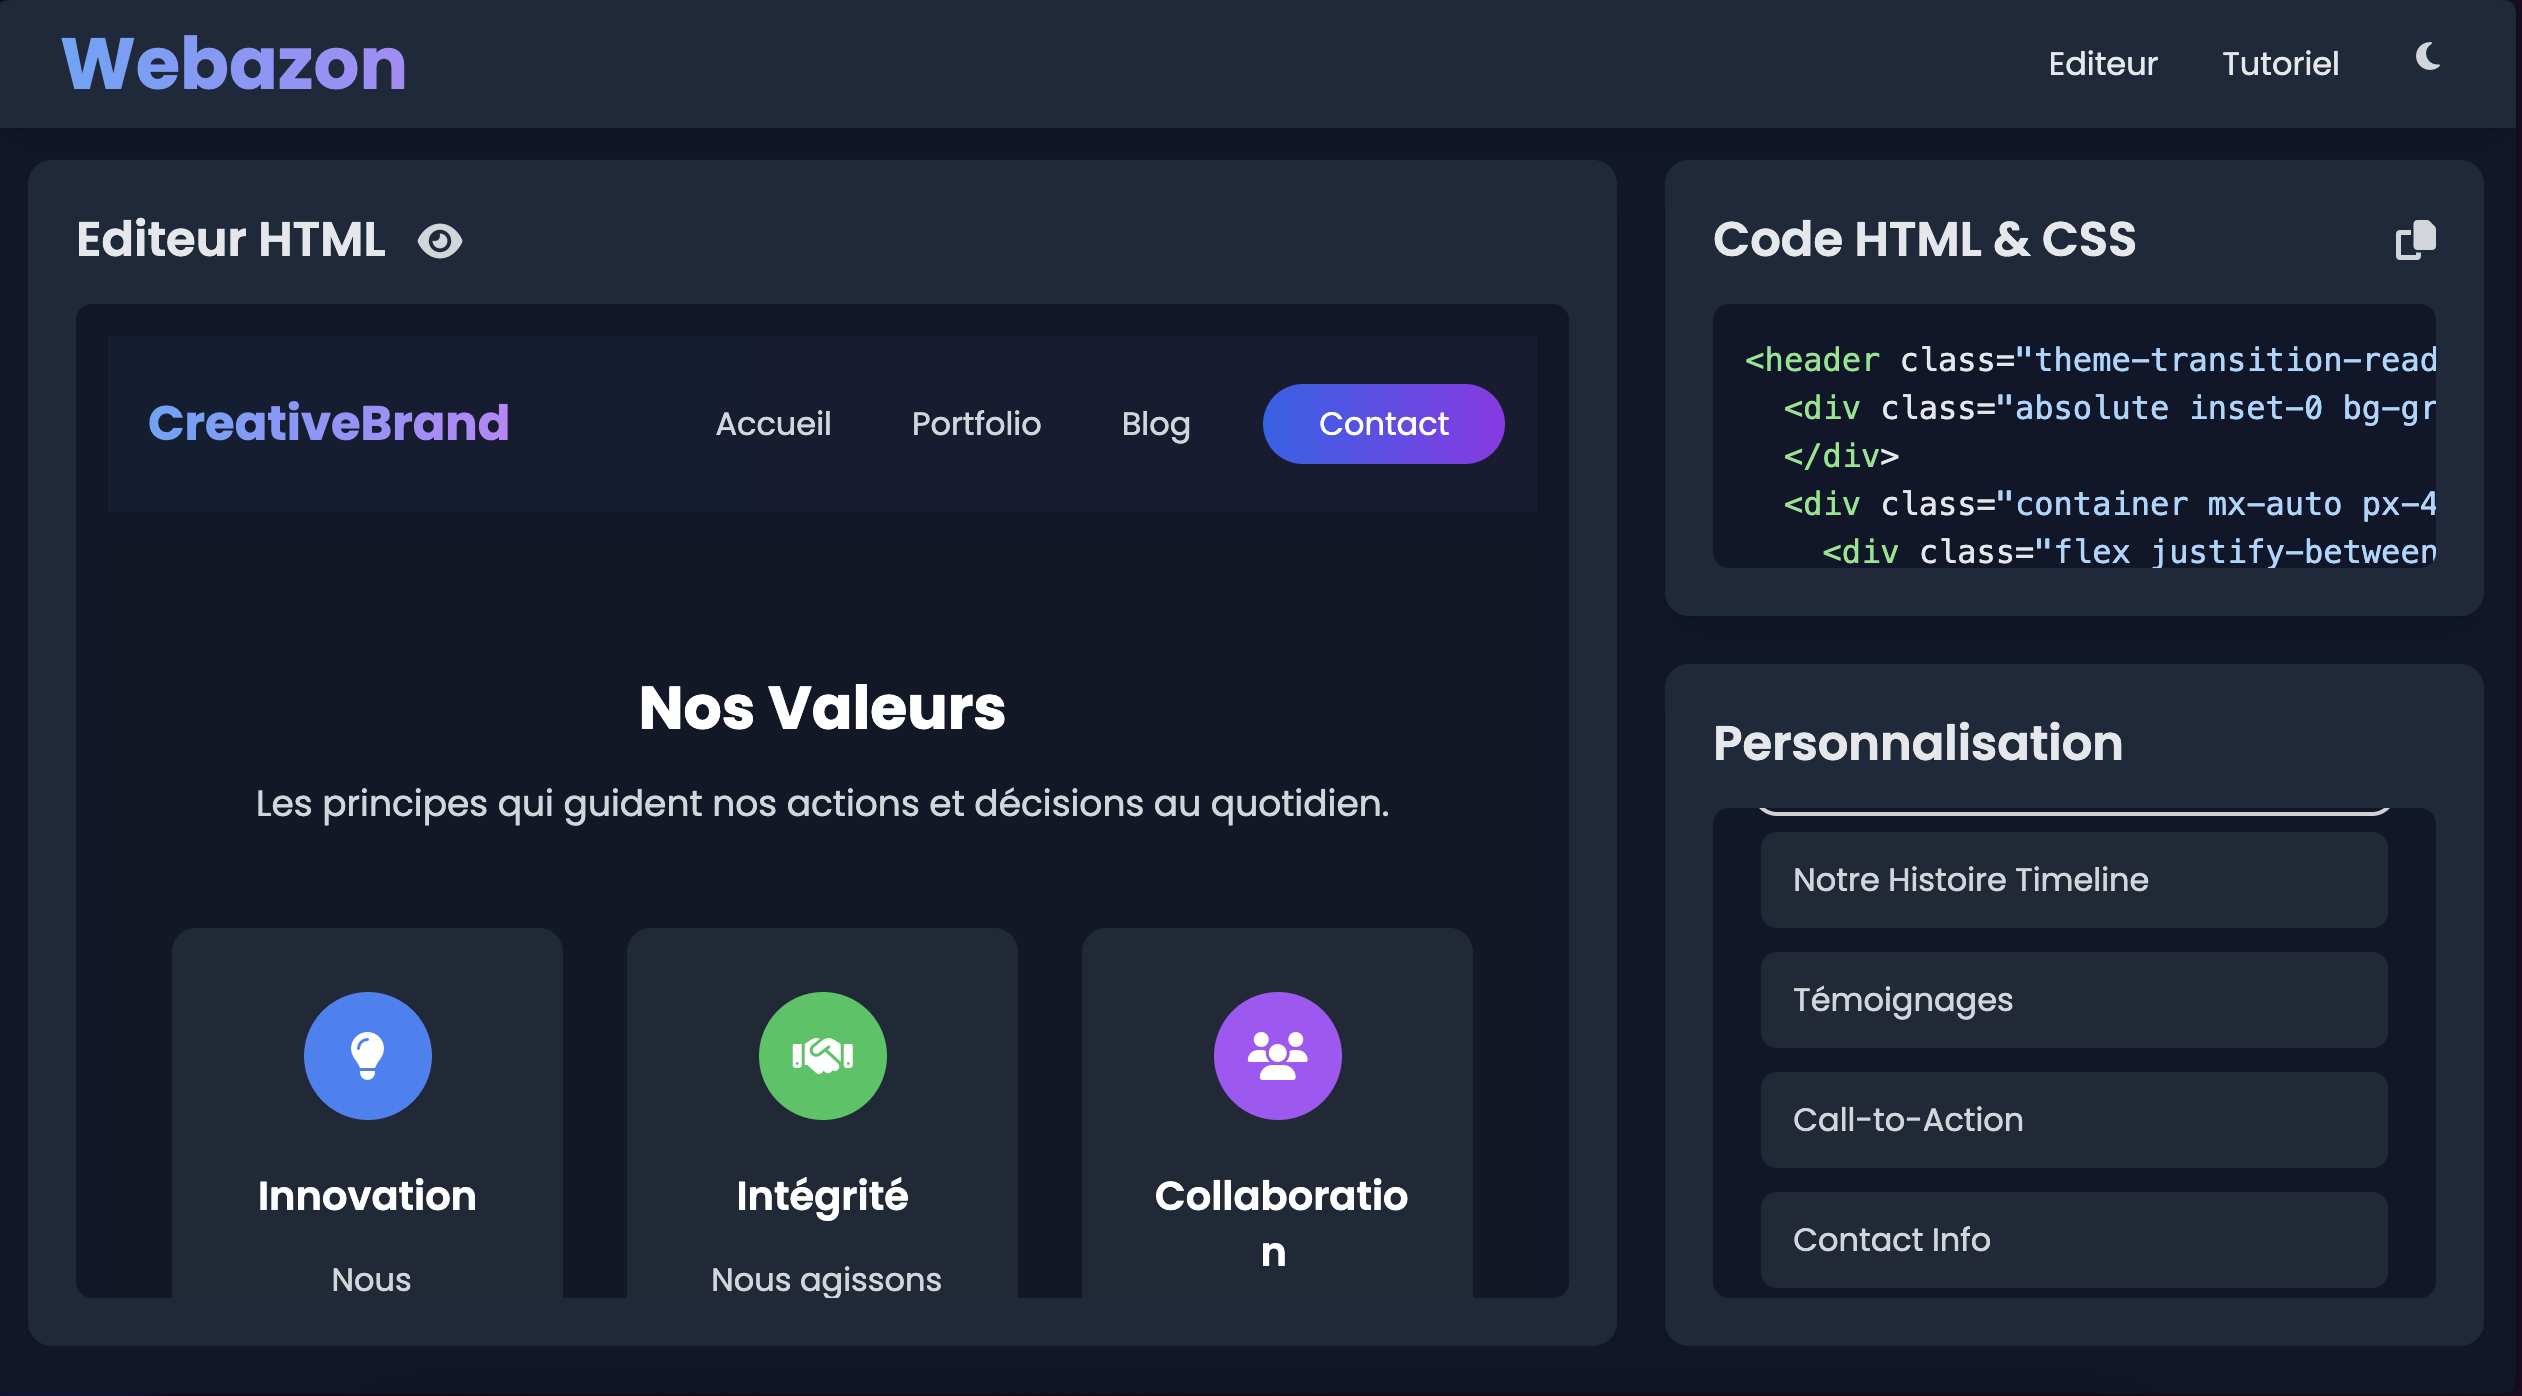 Webazon
Editeur
Tutoriel
Editeur HTML
CreativeBrand
Accueil
Portfolio
Blog
Contact
Nos Valeurs
Les principes qui guident nos actions et décisions au quotidien.
Innovation
Nous
Intégrité
Nous agissons
Collaboratio
n
Code HTML & CSS
<header class="theme-transition-read
<div class="absolute inset-0 bg-gr
</div>
<div class="container mx-auto px-4
<div class="flex justify-between
Personnalisation
Notre Histoire Timeline
Témoignages
Call-to-Action
Contact Info